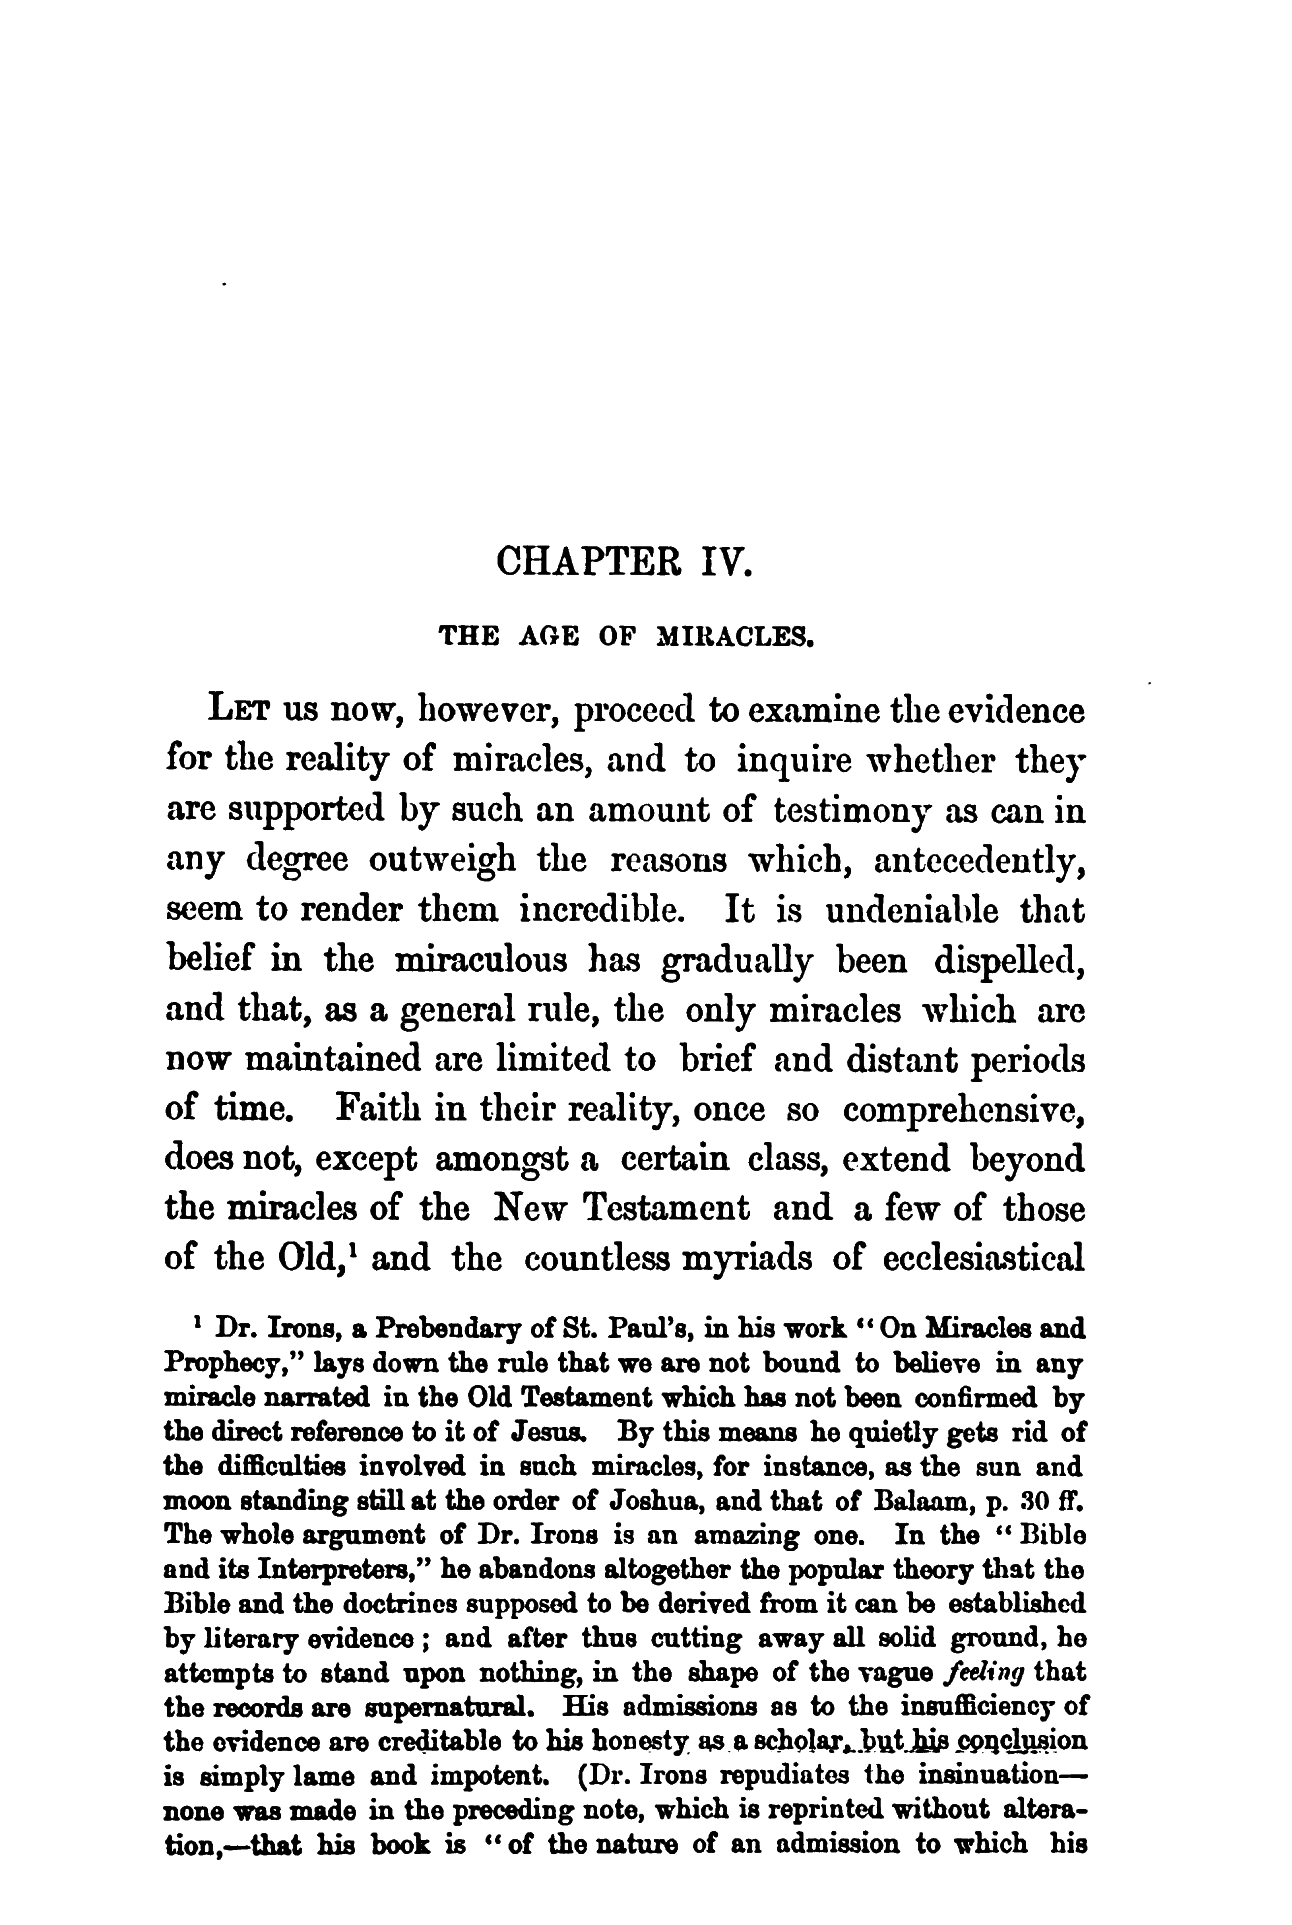 CHAPTER IV.
THE AGE OF MIRACLES.
LET us now, however, proceed to examine the evidence
for the reality of miracles, and to inquire whether they
are supported by such an amount of testimony as can in
any degree outweigh the reasons which, antecedently,
seem to render them incredible. It is undeniable that
belief in the miraculous has gradually been dispelled,
and that, as a general rule, the only miracles which are
now maintained are limited to brief and distant periods
of time. Faith in their reality, once so comprehensive,
does not, except amongst a certain class, extend beyond
the miracles of the New Testament and a few of those
of the Old,¹ and the countless myriads of ecclesiastical
¹ Dr. Irons, a Prebendary of St. Paul's, in his work “On Miracles and
Prophecy,” lays down the rule that we are not bound to believe in any
miracle narrated in the Old Testament which has not been confirmed by
the direct reference to it of Jesus. By this means he quietly gets rid of
the difficulties involved in such miracles, for instance, as the sun and
moon standing still at the order of Joshua, and that of Balaam, p. 30 ff.
The whole argument of Dr. Irons is an amazing one. In the “Bible
and its Interpreters,” he abandons altogether the popular theory that the
Bible and the doctrines supposed to be derived from it can be established
by literary evidence; and after thus cutting away all solid ground, he
attempts to stand upon nothing, in the shape of the vague feeling that
the records are supernatural. His admissions as to the insufficiency of
the evidence are creditable to his honesty as a scholar, but his conclusion
is simply lame and impotent. (Dr. Irons repudiates the insinuation—
none was made in the preceding note, which is reprinted without altera-
tion,—that his book is “of the nature of an admission to which his